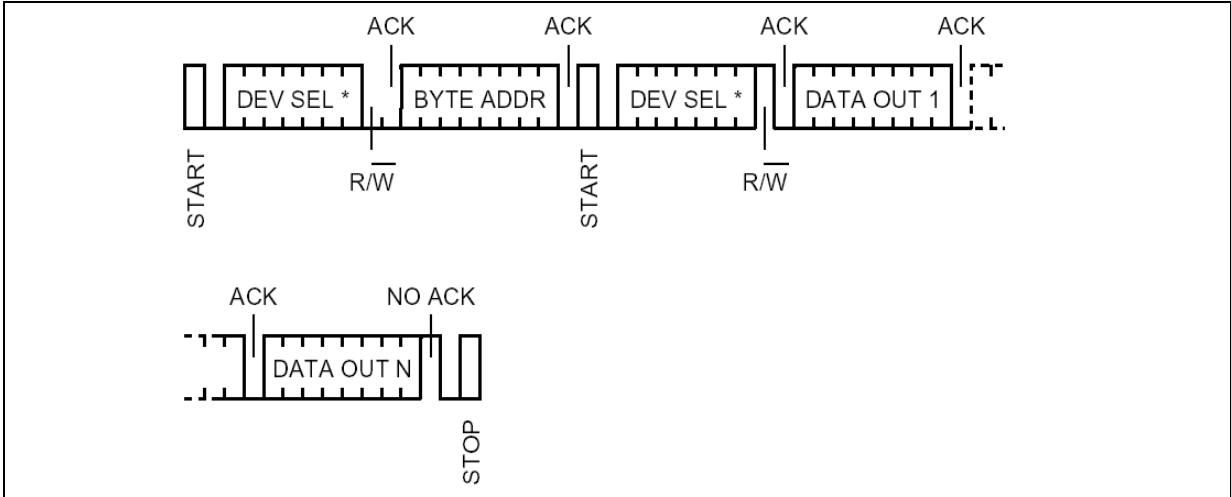 ACK ACK ACK ACK
DEV SEL * BYTE ADDR DEV SEL * DATA OUT 1
START R/W̅ START R/W̅
ACK NO ACK
DATA OUT N
STOP